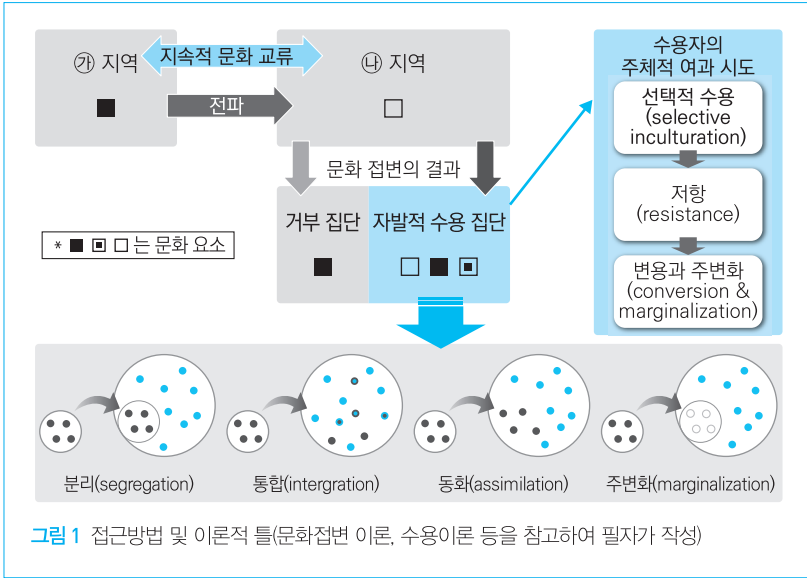 ㉮ 지역
지속적 문화 교류
㉯ 지역
전파
문화 접변의 결과
거부 집단
자발적 수용 집단
* ■ ▣ □ 는 문화 요소
수용자의
주체적 여과 시도
선택적 수용
(selective
inculturation)
저항
(resistance)
변용과 주변화
(conversion &
marginalization)
분리(segregation)
통합(intergration)
동화(assimilation)
주변화(marginalization)
그림 1 접근방법 및 이론적 틀(문화접변 이론, 수용이론 등을 참고하여 필자가 작성)